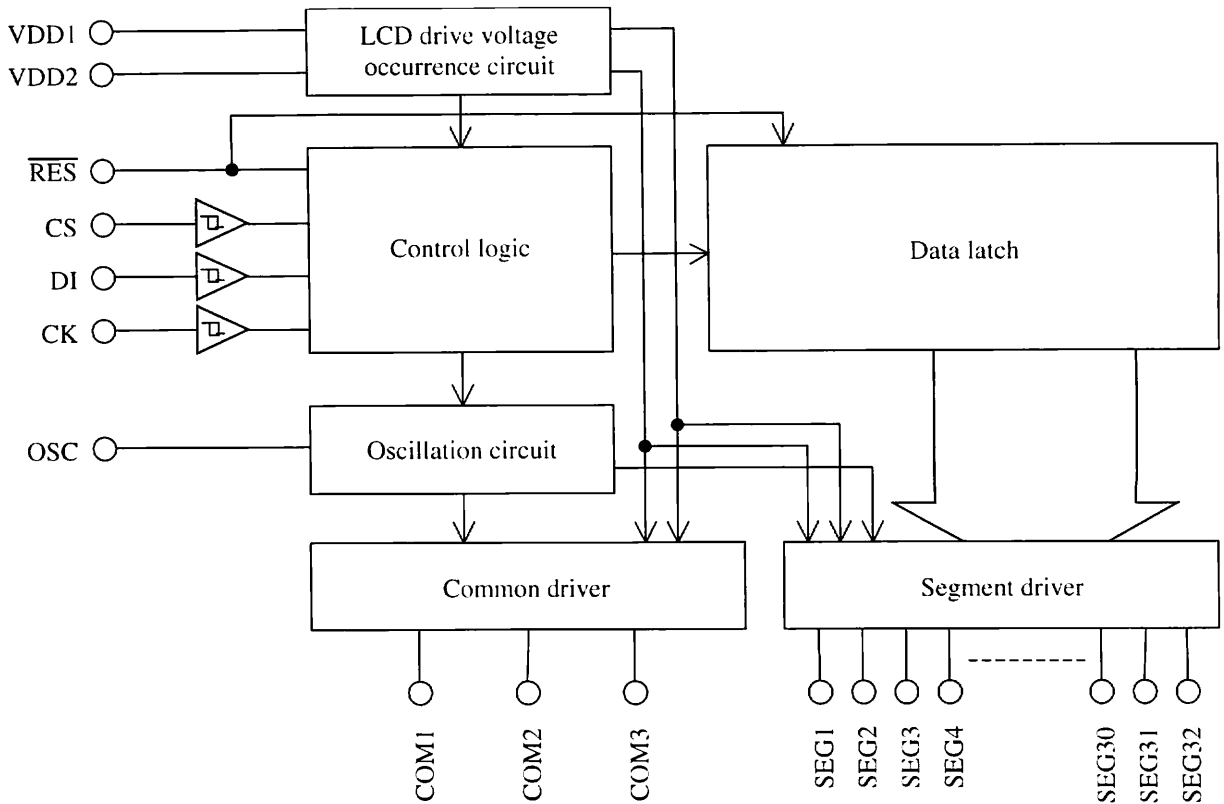 VDD1
VDD2
LCD drive voltage
occurrence circuit
RES
CS
DI
CK
Control logic
Data latch
OSC
Oscillation circuit
Common driver
Segment driver
COM1
COM2
COM3
SEG1
SEG2
SEG3
SEG4
SEG30
SEG31
SEG32